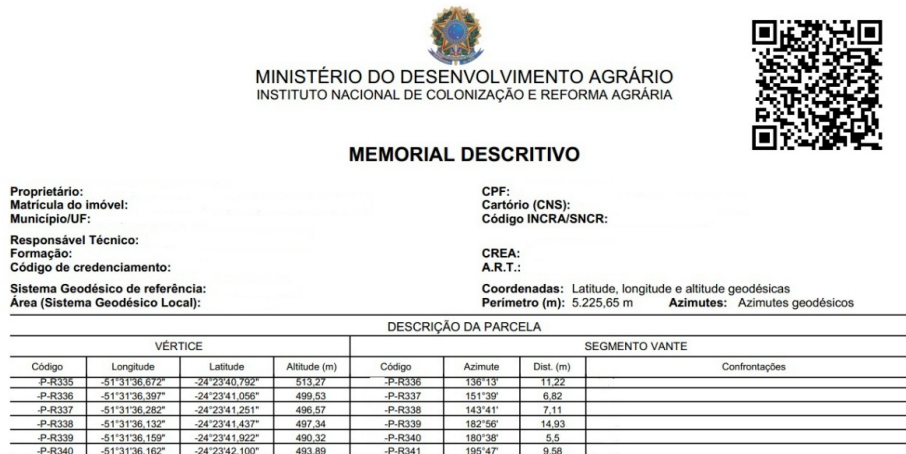 MINISTÉRIO DO DESENVOLVIMENTO AGRÁRIO
INSTITUTO NACIONAL DE COLONIZAÇÃO E REFORMA AGRÁRIA
MEMORIAL DESCRITIVO
Proprietário: CPF:
Matrícula do imóvel: Cartório (CNS):
Município/UF: Código INCRA/SNCR:
Responsável Técnico:
Formação: CREA:
Código de credenciamento: A.R.T.:
Sistema Geodésico de referência: Coordenadas: Latitude, longitude e altitude geodésicas
Área (Sistema Geodésico Local): Perímetro (m): 5.225,65 m Azimutes: Azimutes geodésicos
DESCRIÇÃO DA PARCELA
VÉRTICE SEGMENTO VANTE
Código Longitude Latitude Altitude (m) Código Azimute Dist. (m) Confrontações
-P-R335 -51°31'36,672" -24°23'40,792" 513,27 -P-R336 136°13' 11,22
-P-R336 -51°31'36,397" -24°23'41,056" 499,53 -P-R337 151°39' 6,82
-P-R337 -51°31'36,282" -24°23'41,251" 496,57 -P-R338 143°41' 7,11
-P-R338 -51°31'36,132" -24°23'41,437" 497,34 -P-R339 182°56' 14,93
-P-R339 -51°31'36,159" -24°23'41,922" 490,32 -P-R340 180°38' 5,5
-P-R340 -51°31'36,162" -24°23'42,100" 493,89 -P-R341 195°47' 9,58